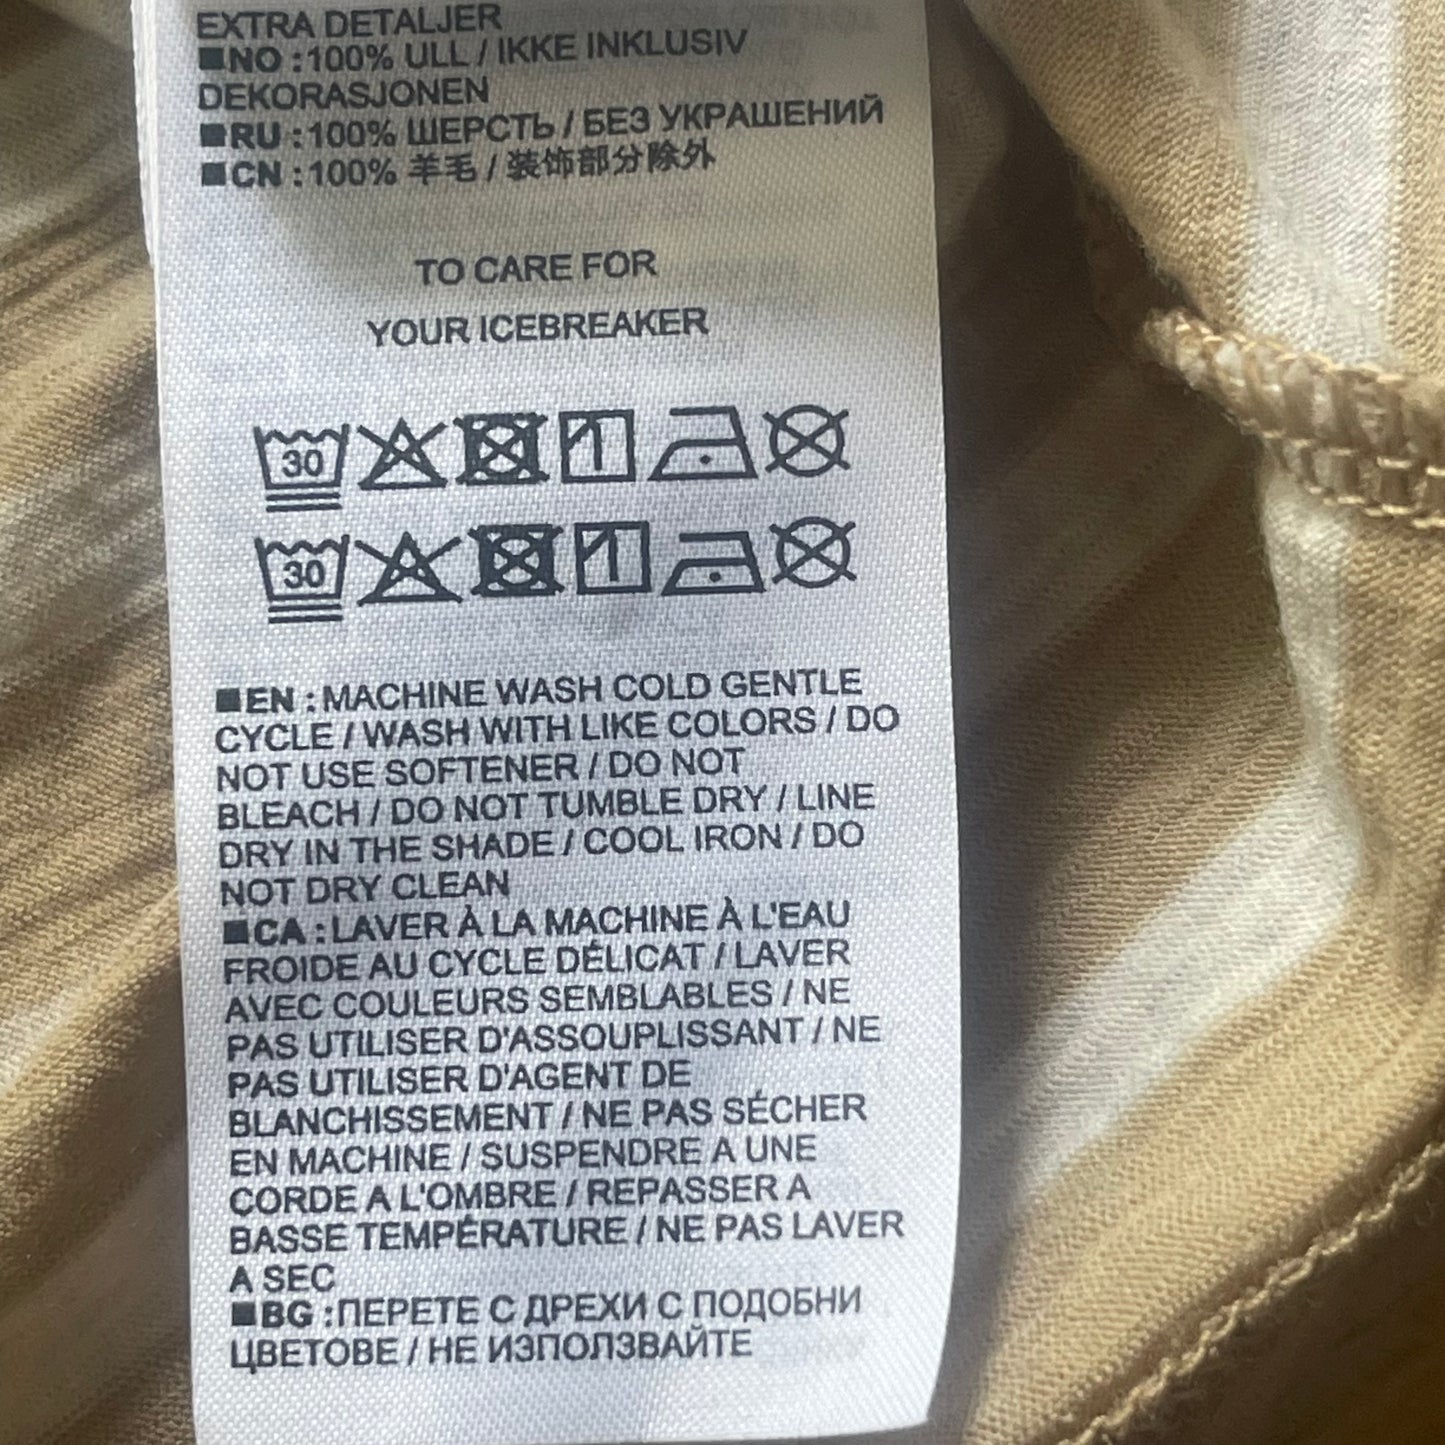 EXTRA DETALJER
■NO :100% ULL / IKKE INKLUSIV
DEKORASJONEN
■RU :100% ШЕРСТЬ / БЕЗ УКРАШЕНИЙ
■CN :100% 羊毛 / 装饰部分除外
TO CARE FOR
YOUR ICEBREAKER
30
30
■EN :MACHINE WASH COLD GENTLE
CYCLE / WASH WITH LIKE COLORS / DO
NOT USE SOFTENER / DO NOT
BLEACH / DO NOT TUMBLE DRY / LINE
DRY IN THE SHADE / COOL IRON / DO
NOT DRY CLEAN
■CA :LAVER À LA MACHINE À L'EAU
FROIDE AU CYCLE DÉLICAT / LAVER
AVEC COULEURS SEMBLABLES / NE
PAS UTILISER D'ASSOUPLISSANT / NE
PAS UTILISER D'AGENT DE
BLANCHISSEMENT / NE PAS SÉCHER
EN MACHINE / SUSPENDRE A UNE
CORDE A L'OMBRE / REPASSER A
BASSE TEMPÉRATURE / NE PAS LAVER
A SEC
■BG :ПЕРЕТЕ С ДРЕХИ С ПОДОБНИ
ЦВЕТОВЕ / НЕ ИЗПОЛЗВАЙТЕ